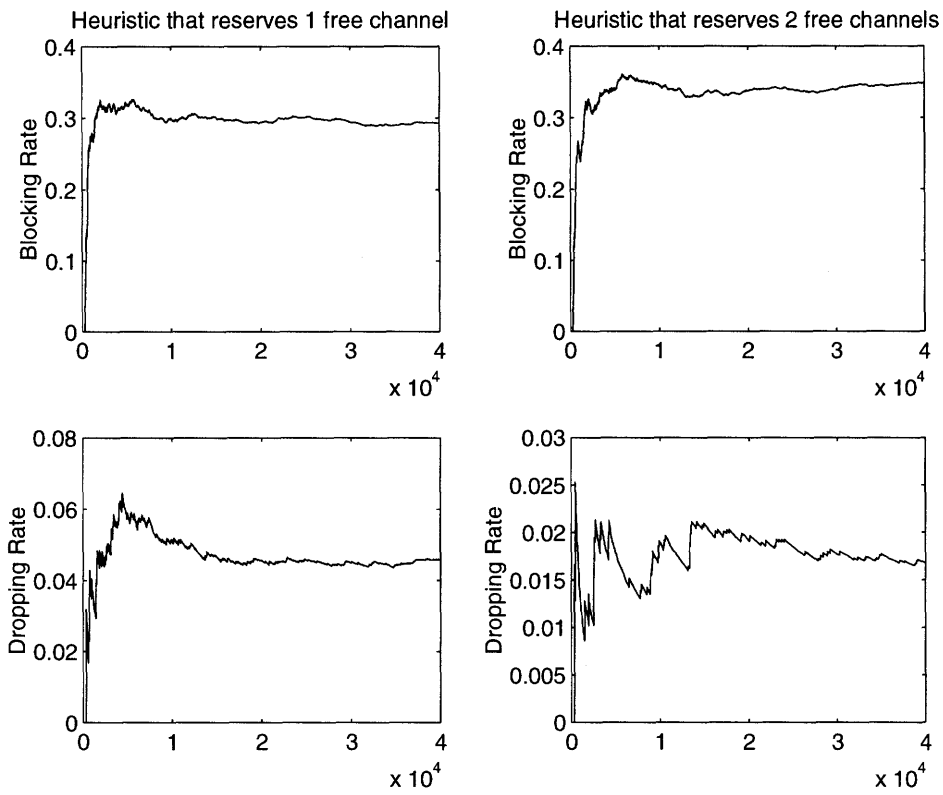 Heuristic that reserves 1 free channel
0.4
0.3
0.2
0.1
0
Blocking Rate
0 1 2 3 4
x 10^4
Heuristic that reserves 2 free channels
0.4
0.3
0.2
0.1
0
Blocking Rate
0 1 2 3 4
x 10^4
0.08
0.06
0.04
0.02
0
Dropping Rate
0 1 2 3 4
x 10^4
0.03
0.025
0.02
0.015
0.01
0.005
0
Dropping Rate
0 1 2 3 4
x 10^4